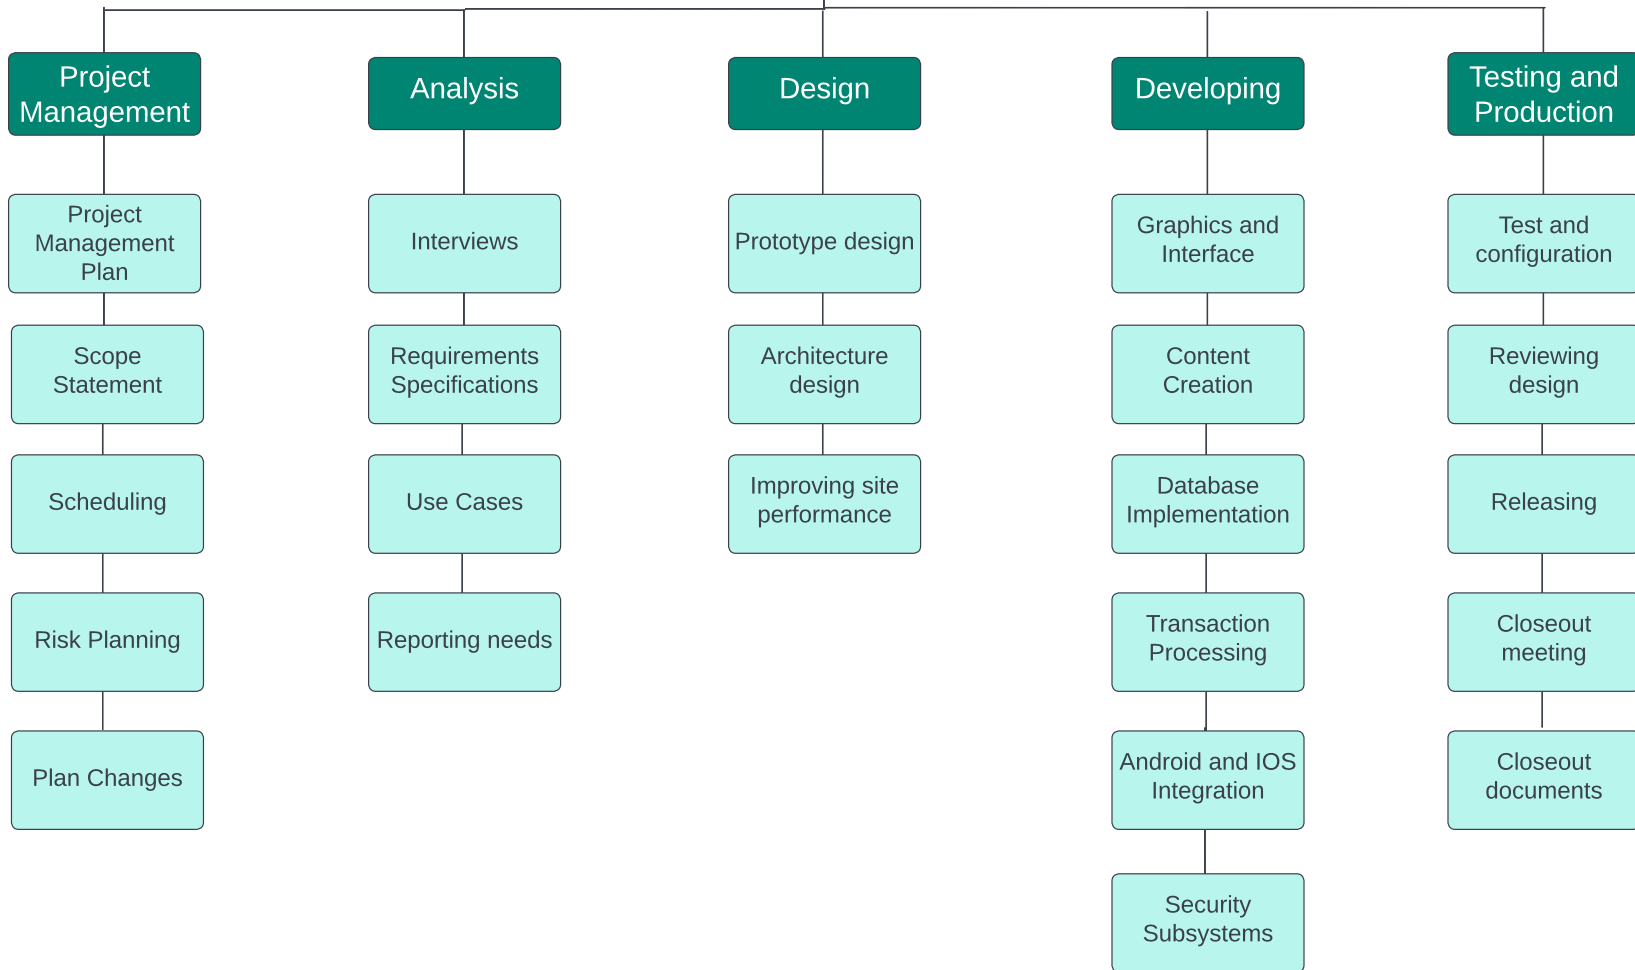 Project
Management
Analysis
Design
Developing
Testing and
Production
Project
Management
Plan
Interviews
Prototype design
Graphics and
Interface
Test and
configuration
Scope
Statement
Requirements
Specifications
Architecture
design
Content
Creation
Reviewing
design
Scheduling
Use Cases
Improving site
performance
Database
Implementation
Releasing
Risk Planning
Reporting needs
Transaction
Processing
Closeout
meeting
Plan Changes
Android and IOS
Integration
Closeout
documents
Security
Subsystems